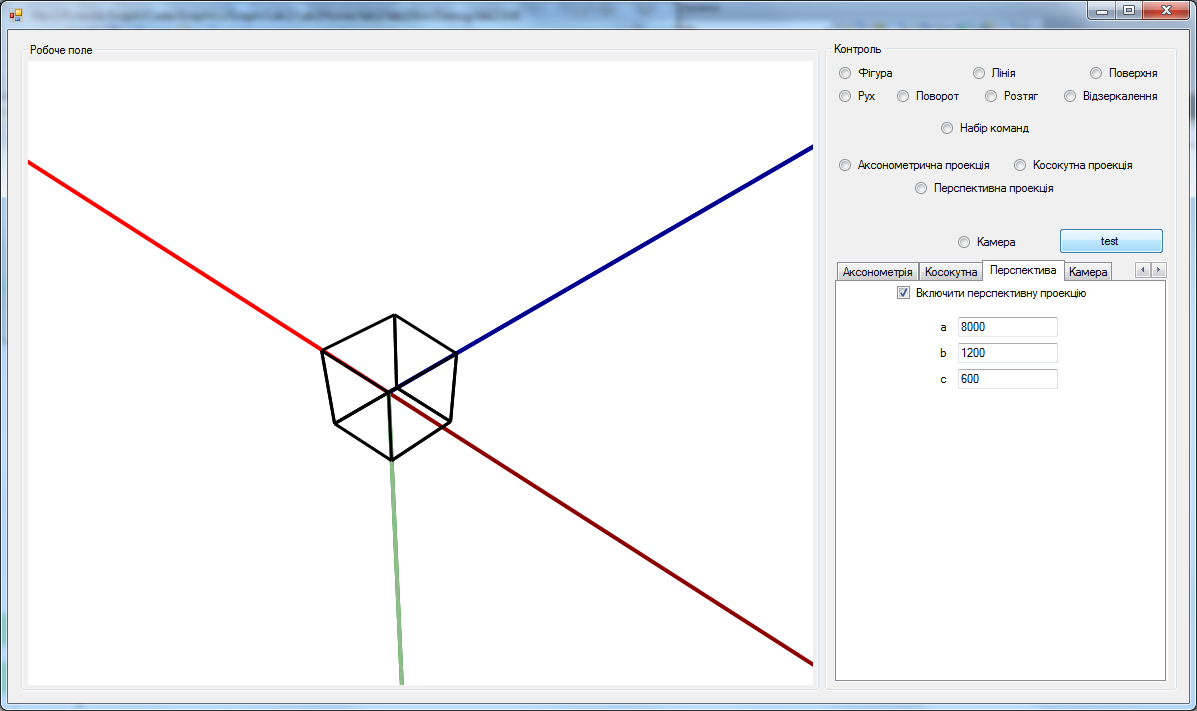 Робоче поле
Контроль
Фігура Лінія Поверхня
Рух Поворот Розтяг Відзеркалення
Набір команд
Аксонометрична проекція Косокутна проекція
Перспективна проекція
Камера test
Аксонометрія Косокутна Перспектива Камера
Включити перспективну проекцію
a 8000
b 1200
c 600